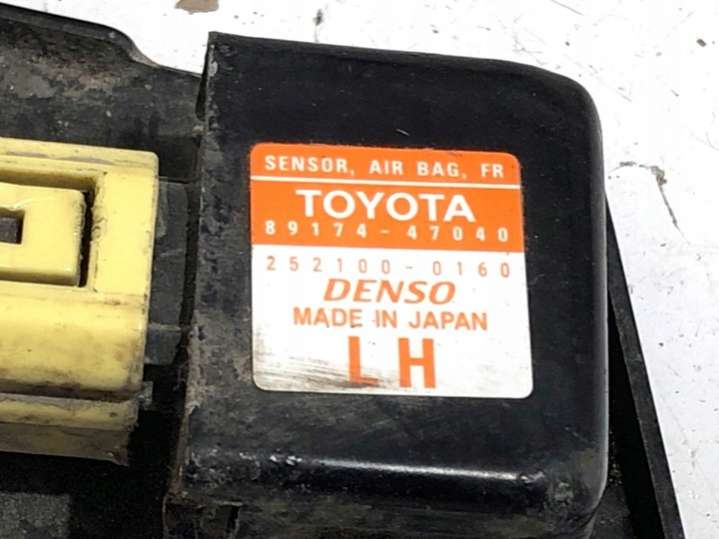 SENSOR, AIR BAG, FR
TOYOTA
89174-47040
252100-0160
DENSO
MADE IN JAPAN
LH